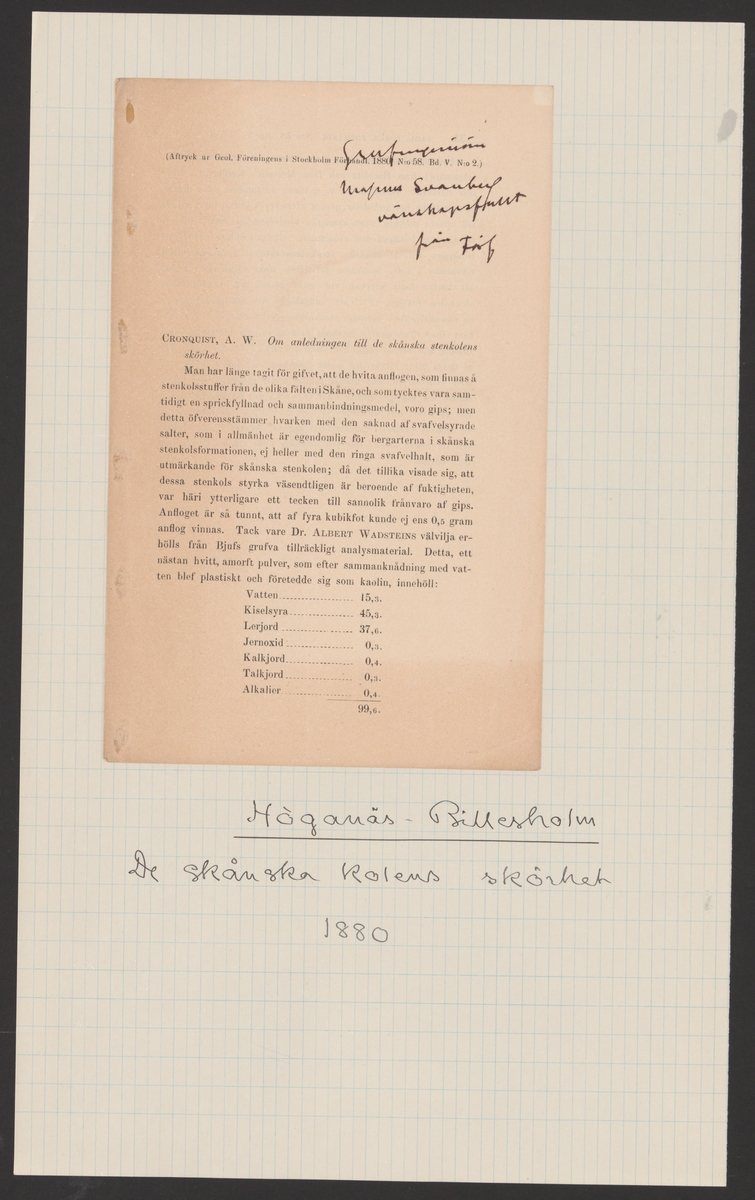 (Aftryck ur Geol. Föreningens i Stockholm Förhandl. 1880. N:o 58. Bd. V. N:o 2.)
Grufingeniören
Magnus Svanberg
vänskapsfullt
från Förf
CRONQUIST, A. W. Om anledningen till de skånska stenkolens
skörhet.
Man har länge tagit för gifvet, att de hvita anflogen, som finnas å
stenkolsstuffer från de olika fälten i Skåne, och som tycktes vara sam-
tidigt en sprickfyllnad och sammanbindningsmedel, voro gips; men
detta öfverensstämmer hvarken med den saknad af svafvelsyrade
salter, som i allmänhet är egendomlig för bergarterna i skånska
stenkolsformationen, ej heller med den ringa svafvelhalt, som är
utmärkande för skånska stenkolen; då det tillika visade sig, att
dessa stenkols styrka väsendtligen är beroende af fuktigheten,
var häri ytterligare ett tecken till sannolik frånvaro af gips.
Anfloget är så tunnt, att af fyra kubikfot kunde ej ens 0,5 gram
anflog vinnas. Tack vare Dr. ALBERT WADSTEINS välvilja er-
hölls från Bjufs grufva tillräckligt analysmaterial. Detta, ett
nästan hvitt, amorft pulver, som efter sammanknådning med vat-
ten blef plastiskt och företedde sig som kaolin, innehöll:
Vatten 15,3.
Kiselsyra 45,3.
Lerjord 37,6.
Jernoxid 0,3.
Kalkjord 0,4.
Talkjord 0,3.
Alkalier 0,4.
99,6.
Höganäs - Billesholm
De skånska kolens skörhet
1880